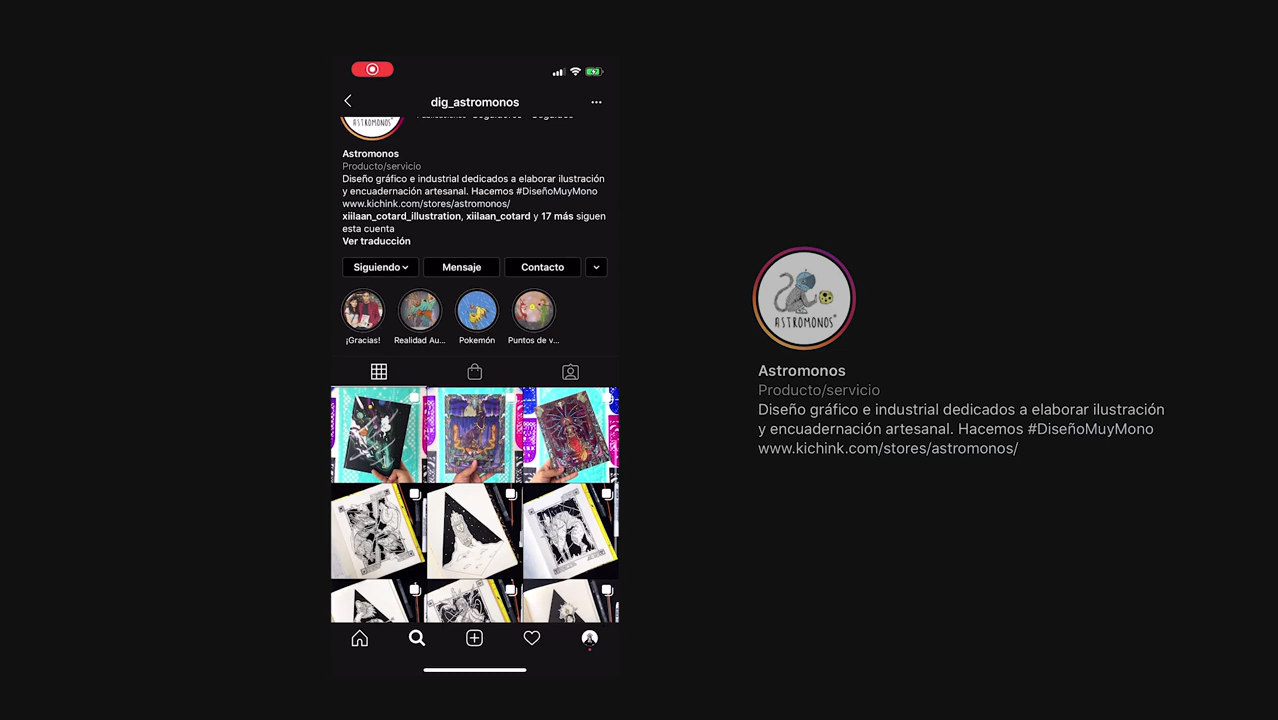 dig_astromonos
ASTROMONOS
Astromonos
Producto/servicio
Diseño gráfico e industrial dedicados a elaborar ilustración
y encuadernación artesanal. Hacemos #DiseñoMuyMono
www.kichink.com/stores/astromonos/
xiilaan_cotard_illustration, xiilaan_cotard y 17 más siguen
esta cuenta
Ver traducción
Siguiendo
Mensaje
Contacto
¡Gracias!
Realidad Au...
Pokemón
Puntos de v...
ASTROMONOS
Astromonos
Producto/servicio
Diseño gráfico e industrial dedicados a elaborar ilustración
y encuadernación artesanal. Hacemos #DiseñoMuyMono
www.kichink.com/stores/astromonos/